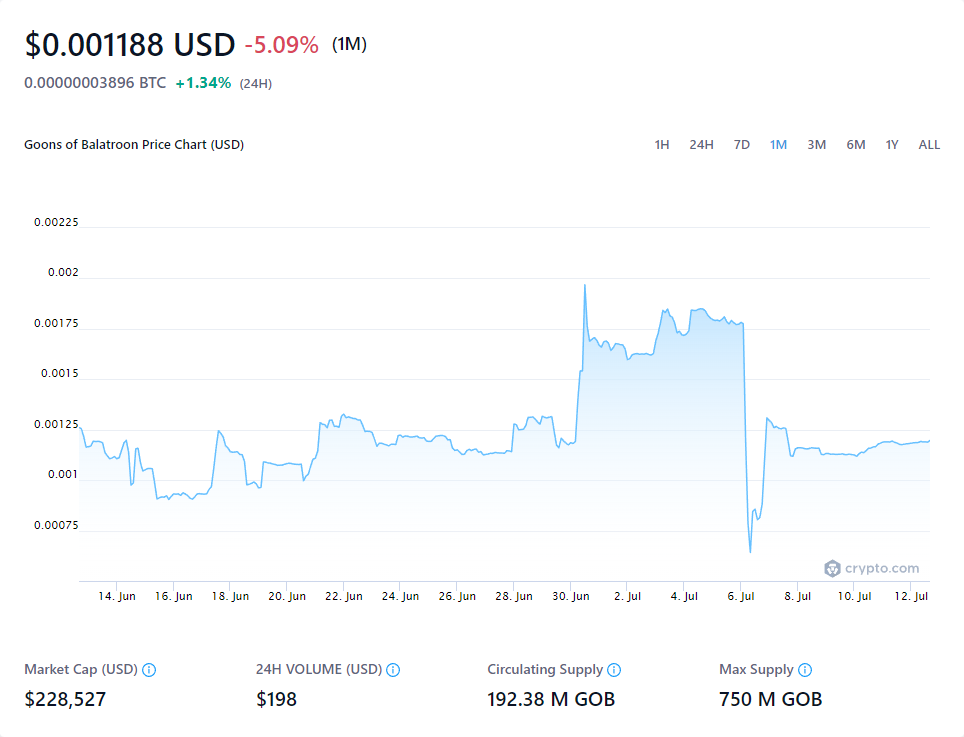 $0.001188 USD -5.09% (1M)
0.00000003896 BTC +1.34% (24H)
Goons of Balatroon Price Chart (USD) 1H 24H 7D 1M 3M 6M 1Y ALL
0.00225
0.002
0.00175
0.0015
0.00125
0.001
0.00075
crypto.com
14. Jun 16. Jun 18. Jun 20. Jun 22. Jun 24. Jun 26. Jun 28. Jun 30. Jun 2. Jul 4. Jul 6. Jul 8. Jul 10. Jul 12. Jul
Market Cap (USD) 24H VOLUME (USD) Circulating Supply Max Supply
$228,527 $198 192.38 M GOB 750 M GOB